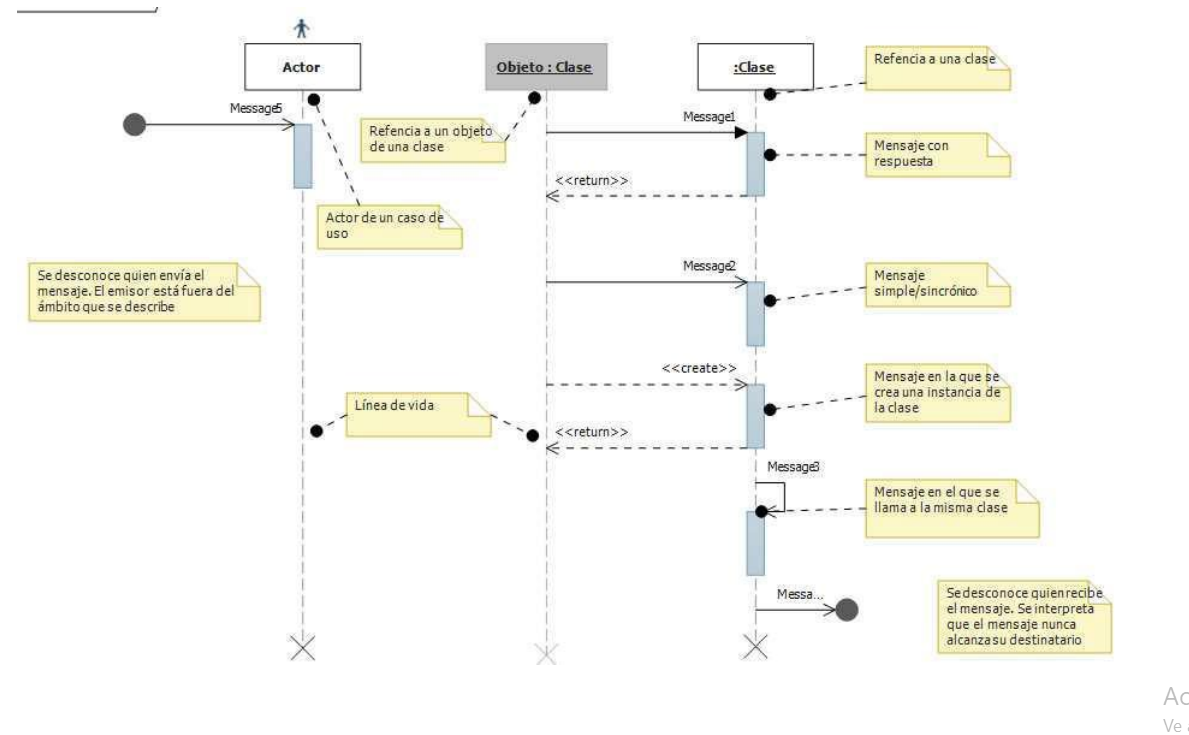 Actor
Objeto : Clase
:Clase
Refencia a una clase
Message5
Message1
Refencia a un objeto
de una clase
Mensaje con
respuesta
<<return>>
Actor de un caso de
uso
Se desconoce quien envía el
mensaje. El emisor está fuera del
ámbito que se describe
Message2
Mensaje
simple/sincrónico
<<create>>
Mensaje en la que se
crea una instancia de
la clase
Línea de vida
<<return>>
Message3
Mensaje en el que se
llama a la misma clase
Messa...
Se desconoce quien recibe
el mensaje. Se interpreta
que el mensaje nunca
alcanza su destinatario
Ac
Ve a